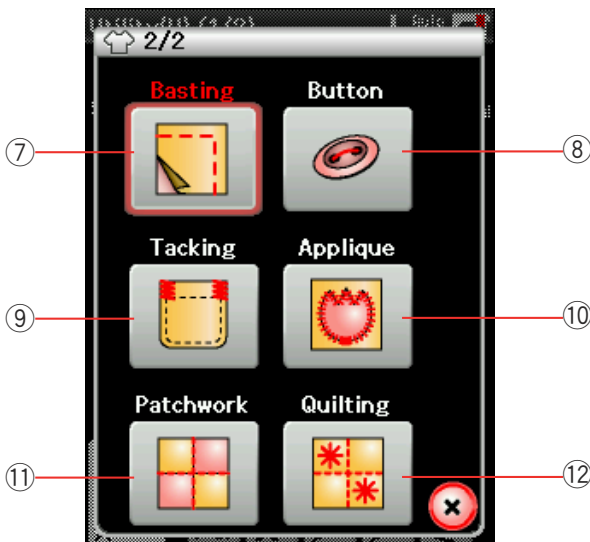 2/2
Basting Button
⑦ ⑧
Tacking Applique
⑨ ⑩
Patchwork Quilting
⑪ ⑫